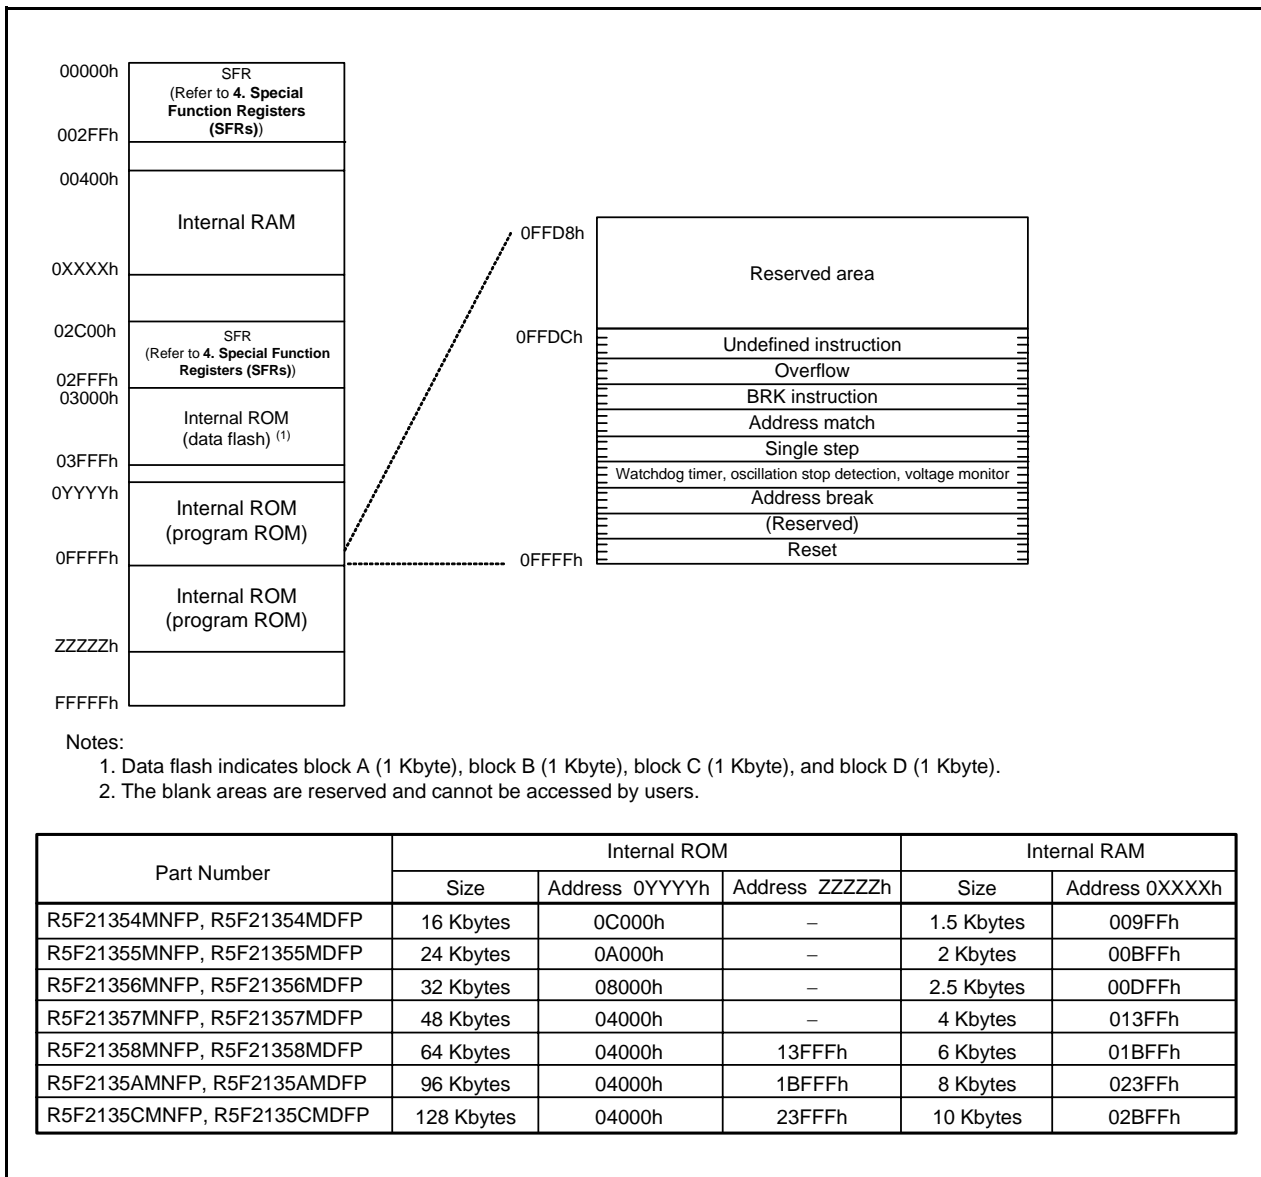 00000h
SFR
(Refer to 4. Special
Function Registers
(SFRs))
002FFh
00400h
Internal RAM
0XXXXh
02C00h
SFR
(Refer to 4. Special Function
Registers (SFRs))
02FFFh
03000h
Internal ROM
(data flash) (1)
03FFFh
0YYYYh
Internal ROM
(program ROM)
0FFFFh
Internal ROM
(program ROM)
ZZZZZh
FFFFFh
0FFD8h
Reserved area
0FFDCh
Undefined instruction
Overflow
BRK instruction
Address match
Single step
Watchdog timer, oscillation stop detection, voltage monitor
Address break
(Reserved)
Reset
0FFFFh
Notes:
1. Data flash indicates block A (1 Kbyte), block B (1 Kbyte), block C (1 Kbyte), and block D (1 Kbyte).
2. The blank areas are reserved and cannot be accessed by users.
Part Number Internal ROM Internal RAM
Size Address 0YYYYh Address ZZZZZh Size Address 0XXXXh
R5F21354MNFP, R5F21354MDFP 16 Kbytes 0C000h – 1.5 Kbytes 009FFh
R5F21355MNFP, R5F21355MDFP 24 Kbytes 0A000h – 2 Kbytes 00BFFh
R5F21356MNFP, R5F21356MDFP 32 Kbytes 08000h – 2.5 Kbytes 00DFFh
R5F21357MNFP, R5F21357MDFP 48 Kbytes 04000h – 4 Kbytes 013FFh
R5F21358MNFP, R5F21358MDFP 64 Kbytes 04000h 13FFFh 6 Kbytes 01BFFh
R5F2135AMNFP, R5F2135AMDFP 96 Kbytes 04000h 1BFFFh 8 Kbytes 023FFh
R5F2135CMNFP, R5F2135CMDFP 128 Kbytes 04000h 23FFFh 10 Kbytes 02BFFh